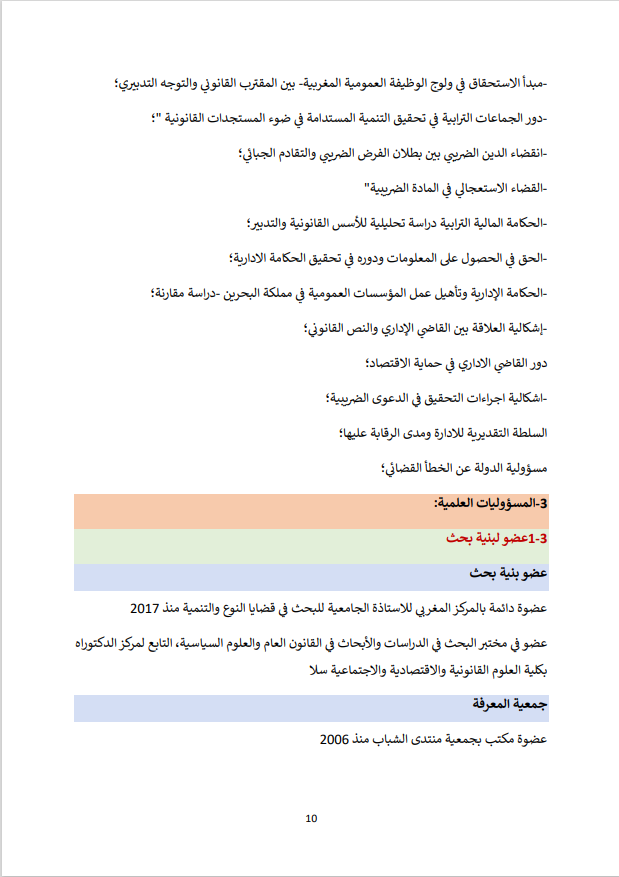 -مبدأ الاستحقاق في ولوج الوظيفة العمومية المغربية- بين المقترب القانوني والتوجه التدبيري؛
-دور الجماعات الترابية في تحقيق التنمية المستدامة في ضوء المستجدات القانونية "؛
-انقضاء الدين الضريبي بين بطلان الفرض الضريبي والتقادم الجبائي؛
-القضاء الاستعجالي في المادة الضريبية"
-الحكامة المالية الترابية دراسة تحليلية للأسس القانونية والتدبير؛
-الحق في الحصول على المعلومات ودوره في تحقيق الحكامة الادارية؛
-الحكامة الإدارية وتأهيل عمل المؤسسات العمومية في مملكة البحرين -دراسة مقارنة؛
-إشكالية العلاقة بين القاضي الإداري والنص القانوني؛
دور القاضي الاداري في حماية الاقتصاد؛
-اشكالية اجراءات التحقيق في الدعوى الضريبية؛
السلطة التقديرية للادارة ومدى الرقابة عليها؛
مسؤولية الدولة عن الخطأ القضائي؛
3-المسؤوليات العلمية:
3-1عضو لبنية بحث
عضو بنية بحث
عضوة دائمة بالمركز المغربي للاستاذة الجامعية للبحث في قضايا النوع والتنمية منذ 2017
عضو في مختبر البحث في الدراسات والأبحاث في القانون العام والعلوم السياسية، التابع لمركز الدكتوراه
بكلية العلوم القانونية والاقتصادية والاجتماعية سلا
جمعية المعرفة
عضوة مكتب بجمعية منتدى الشباب منذ 2006
10